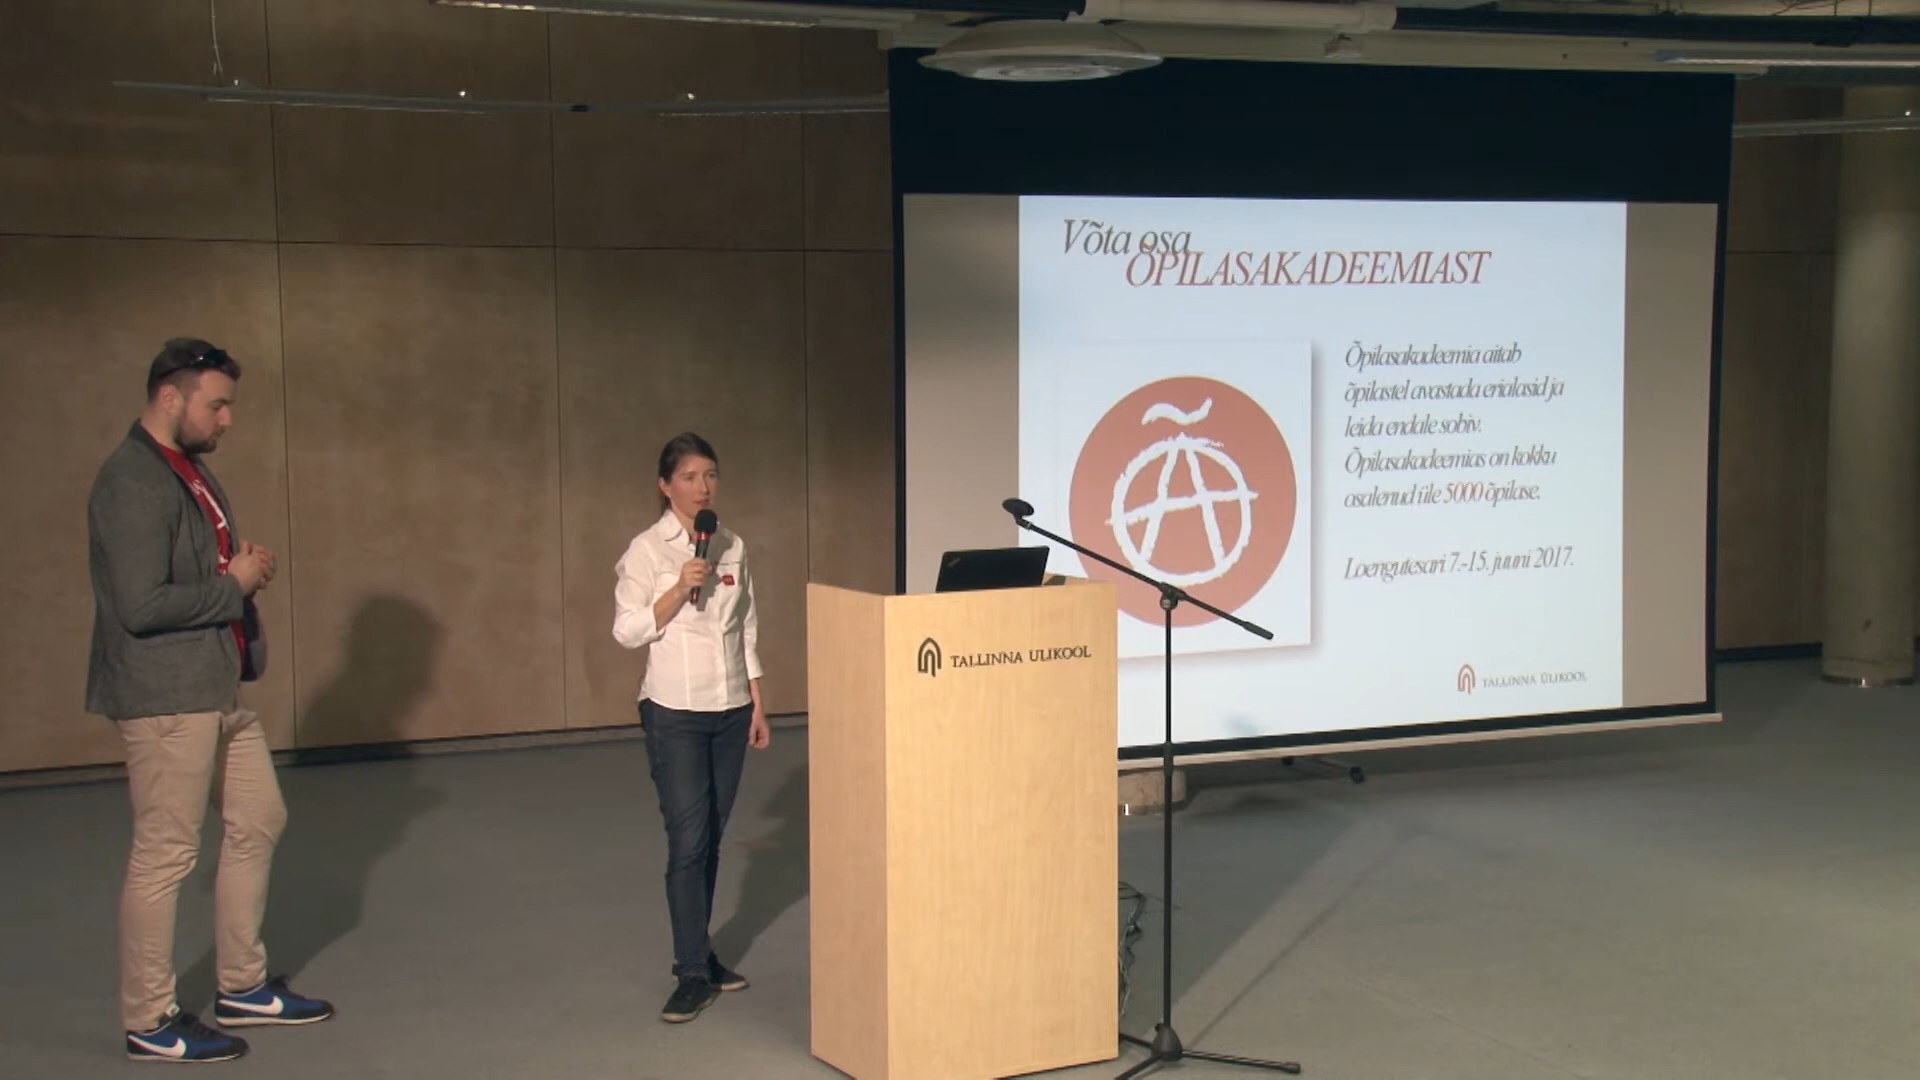 Võta osa
ÕPILASAKADEEMIAST
Õpilasakadeemia aitab
õpilastel avastada erialasid ja
leida endale sobiv.
Õpilasakadeemias on kokku
osalenud üle 5000 õpilase.
Loengutesari 7.-15. juuni 2017.
TALLINNA ÜLIKOOL
TALLINNA ÜLIKOOL